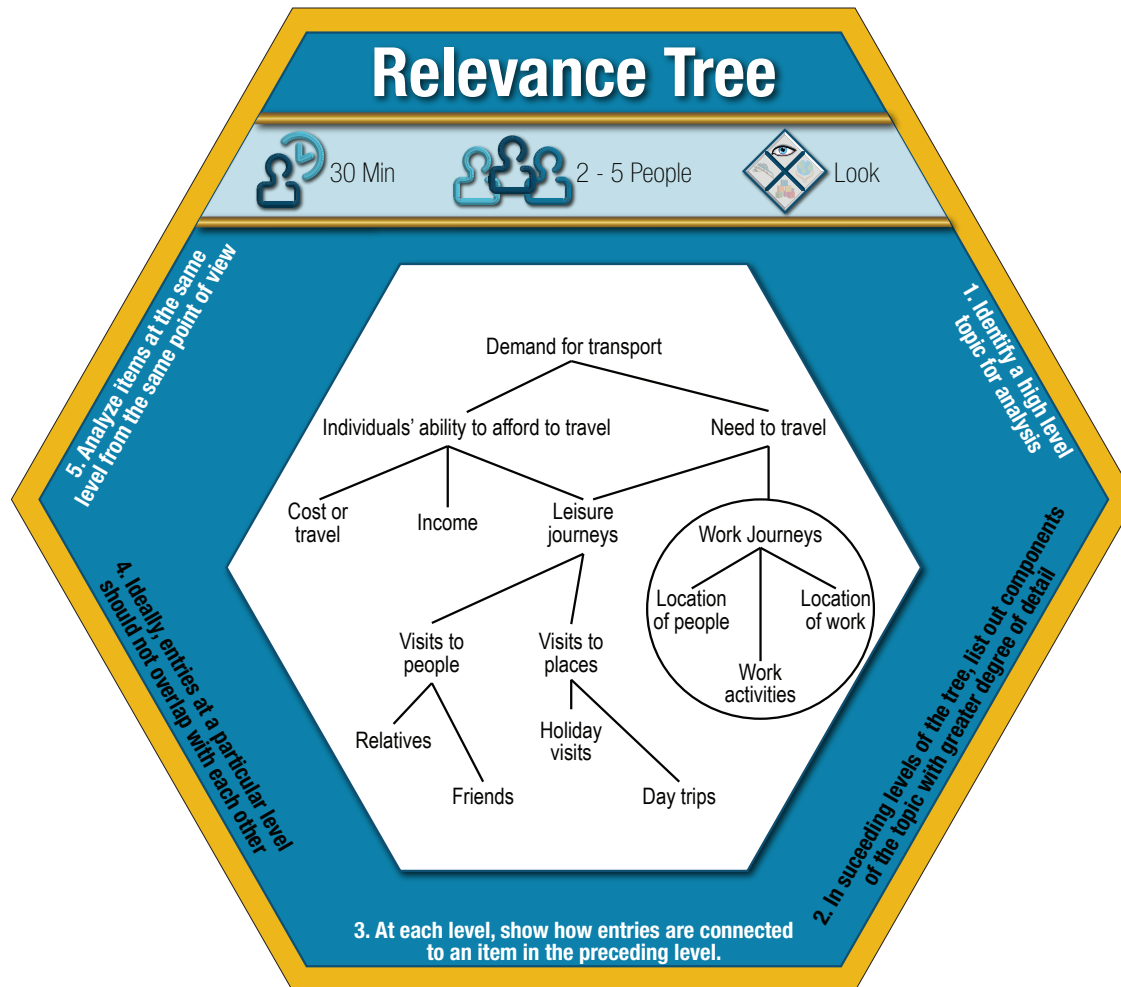 Relevance Tree
30 Min
2 - 5 People
Look
1. Identify a high level
topic for analysis
2. In suceeding levels of the tree, list out components
of the topic with greater degree of detail
3. At each level, show how entries are connected
to an item in the preceding level.
4. Ideally, entries at a particular level
should not overlap with each other
5. Analyze items at the same
level from the same point of view
Demand for transport
Individuals' ability to afford to travel
Need to travel
Cost or
travel
Income
Leisure
journeys
Work Journeys
Location
of people
Location
of work
Work
activities
Visits to
people
Visits to
places
Relatives
Holiday
visits
Friends
Day trips